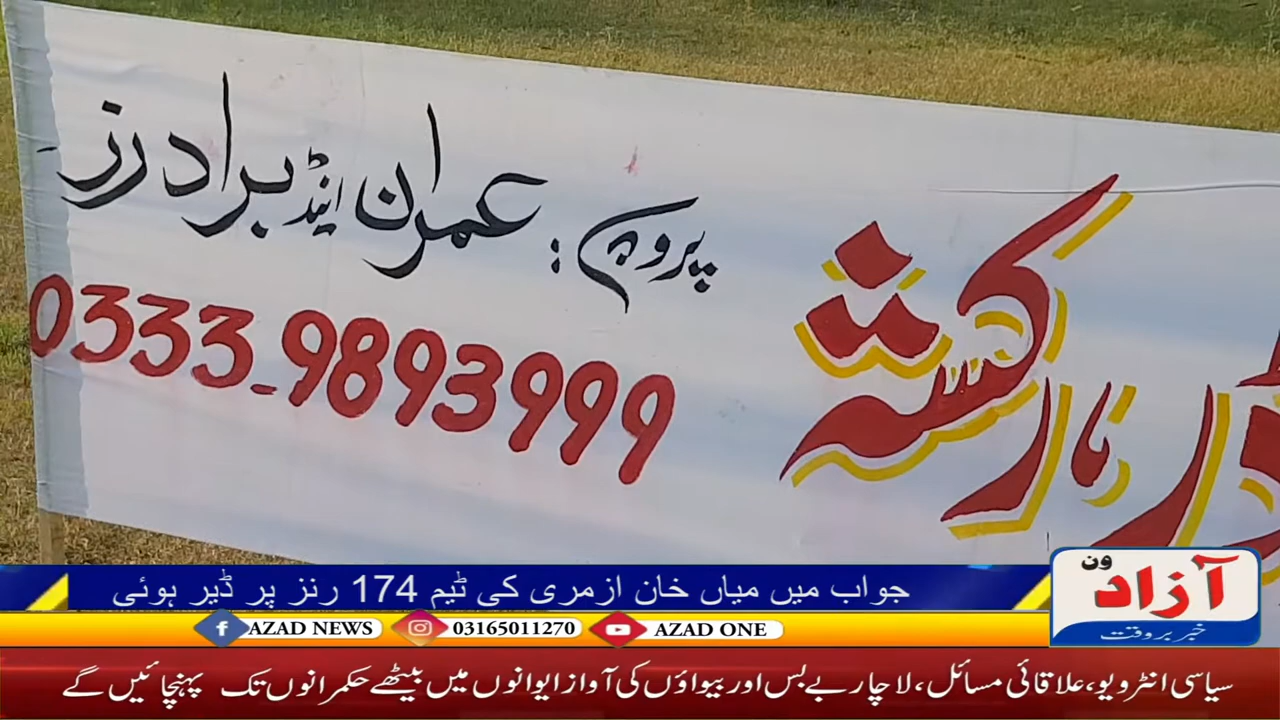 پروپ: عمران اینڈ برادرز
0333-9893999
جواب میں میاں خان ازمری کی ٹیم 174 رنز پر ڈیر ہوئی
آزاد ون
خبر بروقت
AZAD NEWS 03165011270 AZAD ONE
سیاسی انٹرویو، علاقائی مسائل، لاچار بے بس اور بیواؤں کی آواز ایوانوں میں بیٹھے حکمرانوں تک پہنچائیں گے